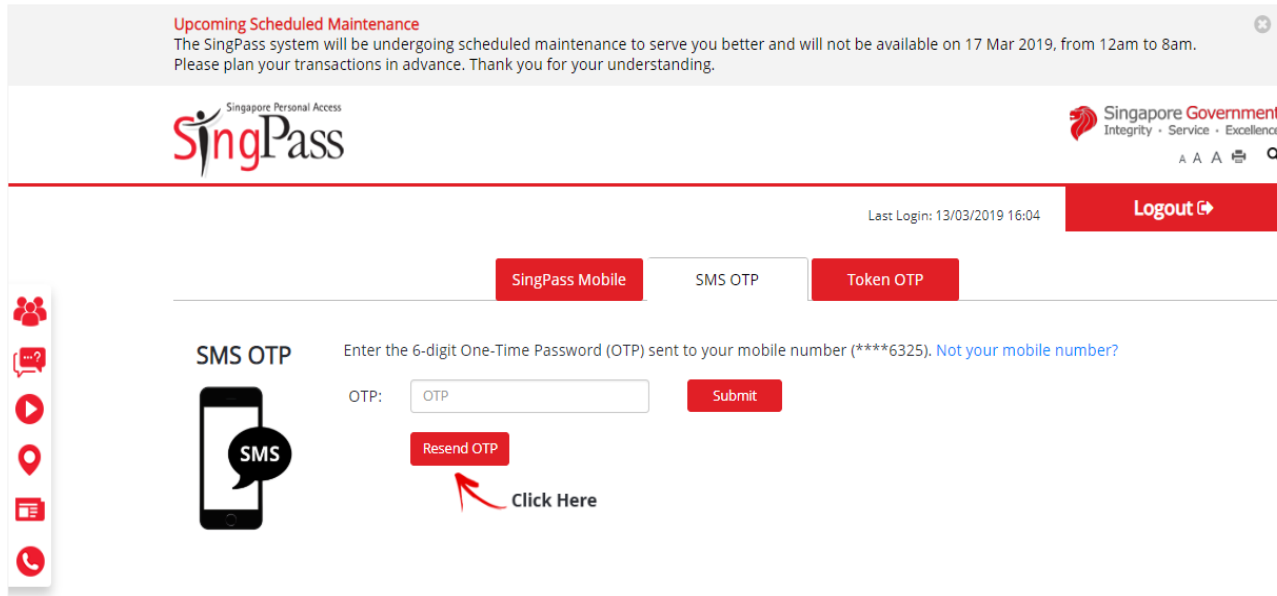 Upcoming Scheduled Maintenance
The SingPass system will be undergoing scheduled maintenance to serve you better and will not be available on 17 Mar 2019, from 12am to 8am.
Please plan your transactions in advance. Thank you for your understanding.
Singapore Personal Access
SingPass
Singapore Government
Integrity · Service · Excellence
A A A
Last Login: 13/03/2019 16:04
Logout
SingPass Mobile
SMS OTP
Token OTP
SMS OTP
Enter the 6-digit One-Time Password (OTP) sent to your mobile number (****6325). Not your mobile number?
OTP:
OTP
Submit
SMS
Resend OTP
Click Here